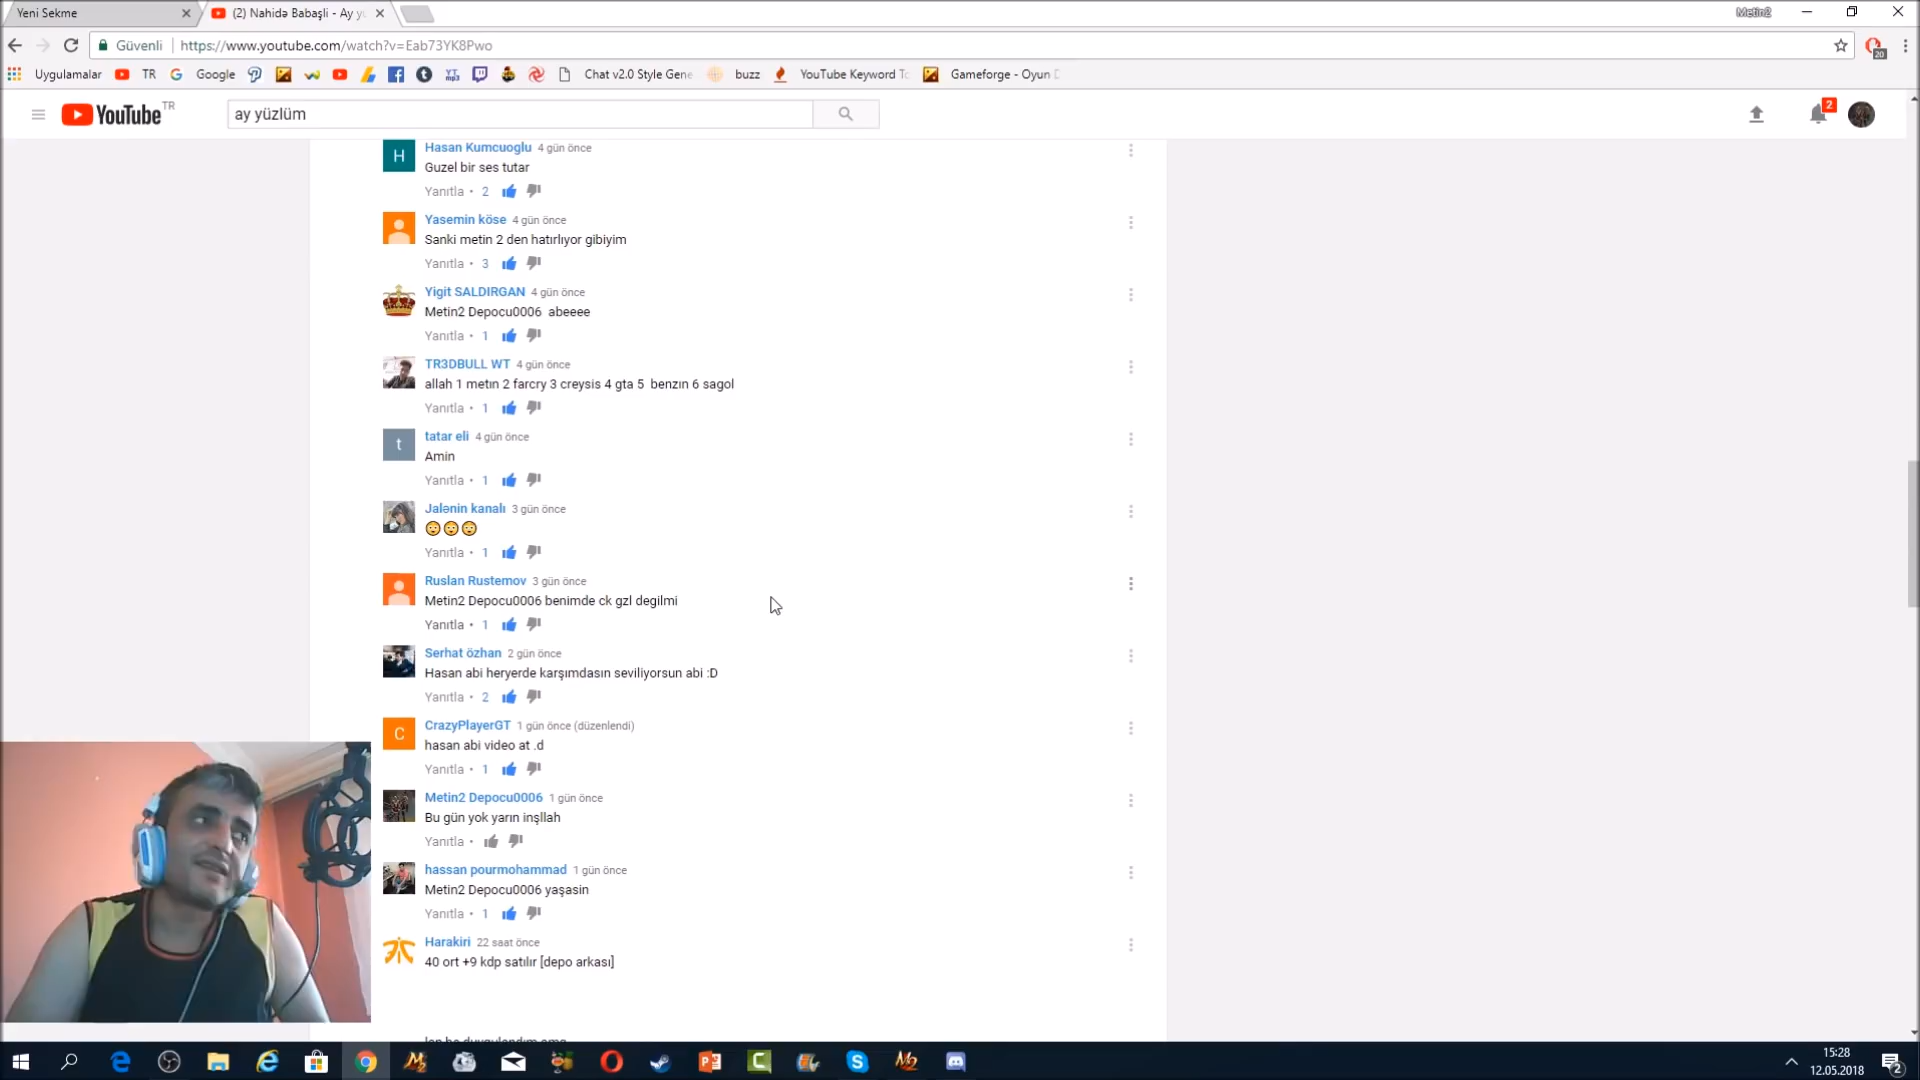 Yeni Sekme
(2) Nahidə Babaşli - Ay yü
Metin2
Güvenli
https://www.youtube.com/watch?v=Eab73YK8Pwo
20
Uygulamalar
TR
Google
YT mp3
Chat v2.0 Style Gene
buzz
YouTube Keyword To
Gameforge - Oyun D
YouTube TR
ay yüzlüm
2
H
Hasan Kumcuoglu 4 gün önce
Guzel bir ses tutar
Yanıtla • 2
Yasemin köse 4 gün önce
Sanki metin 2 den hatırlıyor gibiyim
Yanıtla • 3
Yigit SALDIRGAN 4 gün önce
Metin2 Depocu0006 abeeee
Yanıtla • 1
TR3DBULL WT 4 gün önce
allah 1 metın 2 farcry 3 creysis 4 gta 5 benzın 6 sagol
Yanıtla • 1
t
tatar eli 4 gün önce
Amin
Yanıtla • 1
Jalənin kanalı 3 gün önce
😳😳😳
Yanıtla • 1
Ruslan Rustemov 3 gün önce
Metin2 Depocu0006 benimde ck gzl degilmi
Yanıtla • 1
Serhat özhan 2 gün önce
Hasan abi heryerde karşımdasın seviliyorsun abi :D
Yanıtla • 2
C
CrazyPlayerGT 1 gün önce (düzenlendi)
hasan abi video at .d
Yanıtla • 1
Metin2 Depocu0006 1 gün önce
Bu gün yok yarın inşllah
Yanıtla •
hassan pourmohammad 1 gün önce
Metin2 Depocu0006 yaşasin
Yanıtla • 1
Harakiri 22 saat önce
40 ort +9 kdp satılır [depo arkası]
15:28
12.05.2018
2